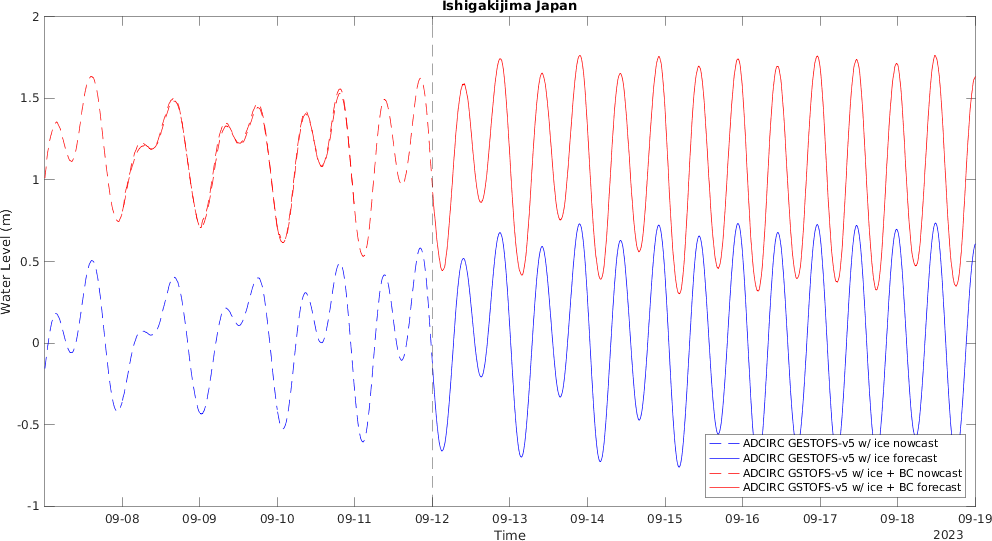 Ishigakijima Japan
2
1.5
1
0.5
0
-0.5
-1
Water Level (m)
ADCIRC GESTOFS-v5 w/ ice nowcast
ADCIRC GESTOFS-v5 w/ ice forecast
ADCIRC GSTOFS-v5 w/ ice + BC nowcast
ADCIRC GSTOFS-v5 w/ ice + BC forecast
09-08 09-09 09-10 09-11 09-12 09-13 09-14 09-15 09-16 09-17 09-18 09-19
Time
2023